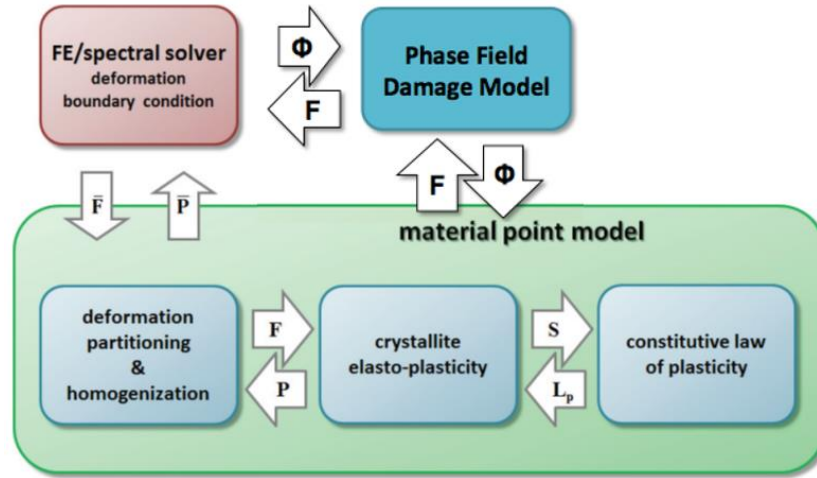 FE/spectral solver
deformation
boundary condition
Φ
F
Phase Field
Damage Model
F̄
P̄
F
Φ
material point model
deformation
partitioning
&
homogenization
F
P
crystallite
elasto-plasticity
S
Lₚ
constitutive law
of plasticity